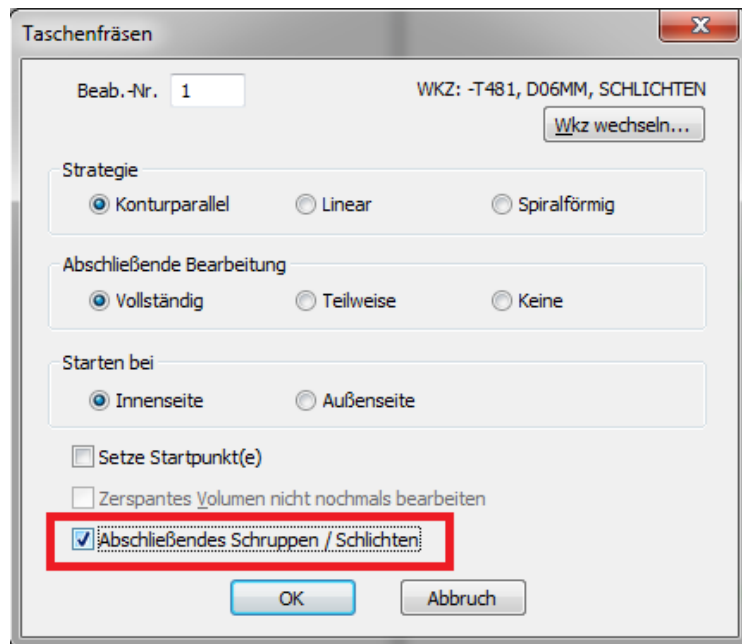 Taschenfräsen
Beab.-Nr. 1 WKZ: -T481, D06MM, SCHLICHTEN
Wkz wechseln...
Strategie
Konturparallel Linear Spiralförmig
Abschließende Bearbeitung
Vollständig Teilweise Keine
Starten bei
Innenseite Außenseite
Setze Startpunkt(e)
Zerspantes Volumen nicht nochmals bearbeiten
Abschließendes Schruppen / Schlichten
OK Abbruch